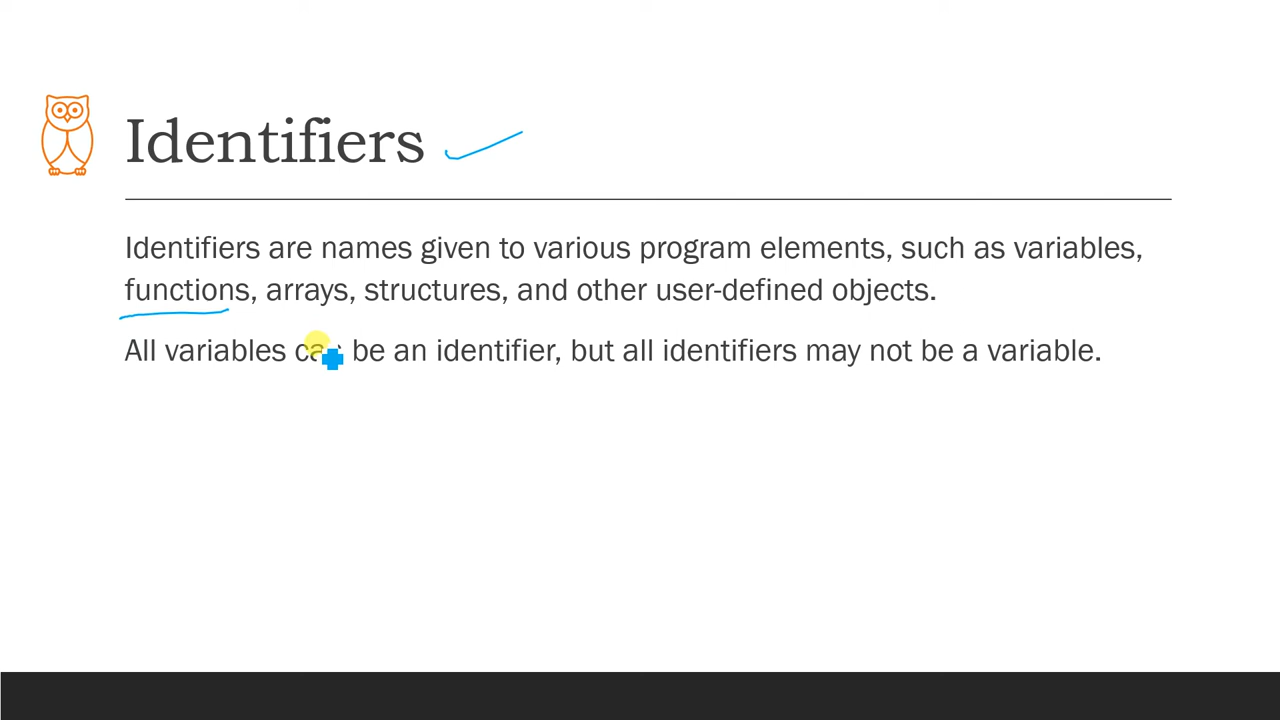 Identifiers
Identifiers are names given to various program elements, such as variables,
functions, arrays, structures, and other user-defined objects.
All variables can be an identifier, but all identifiers may not be a variable.